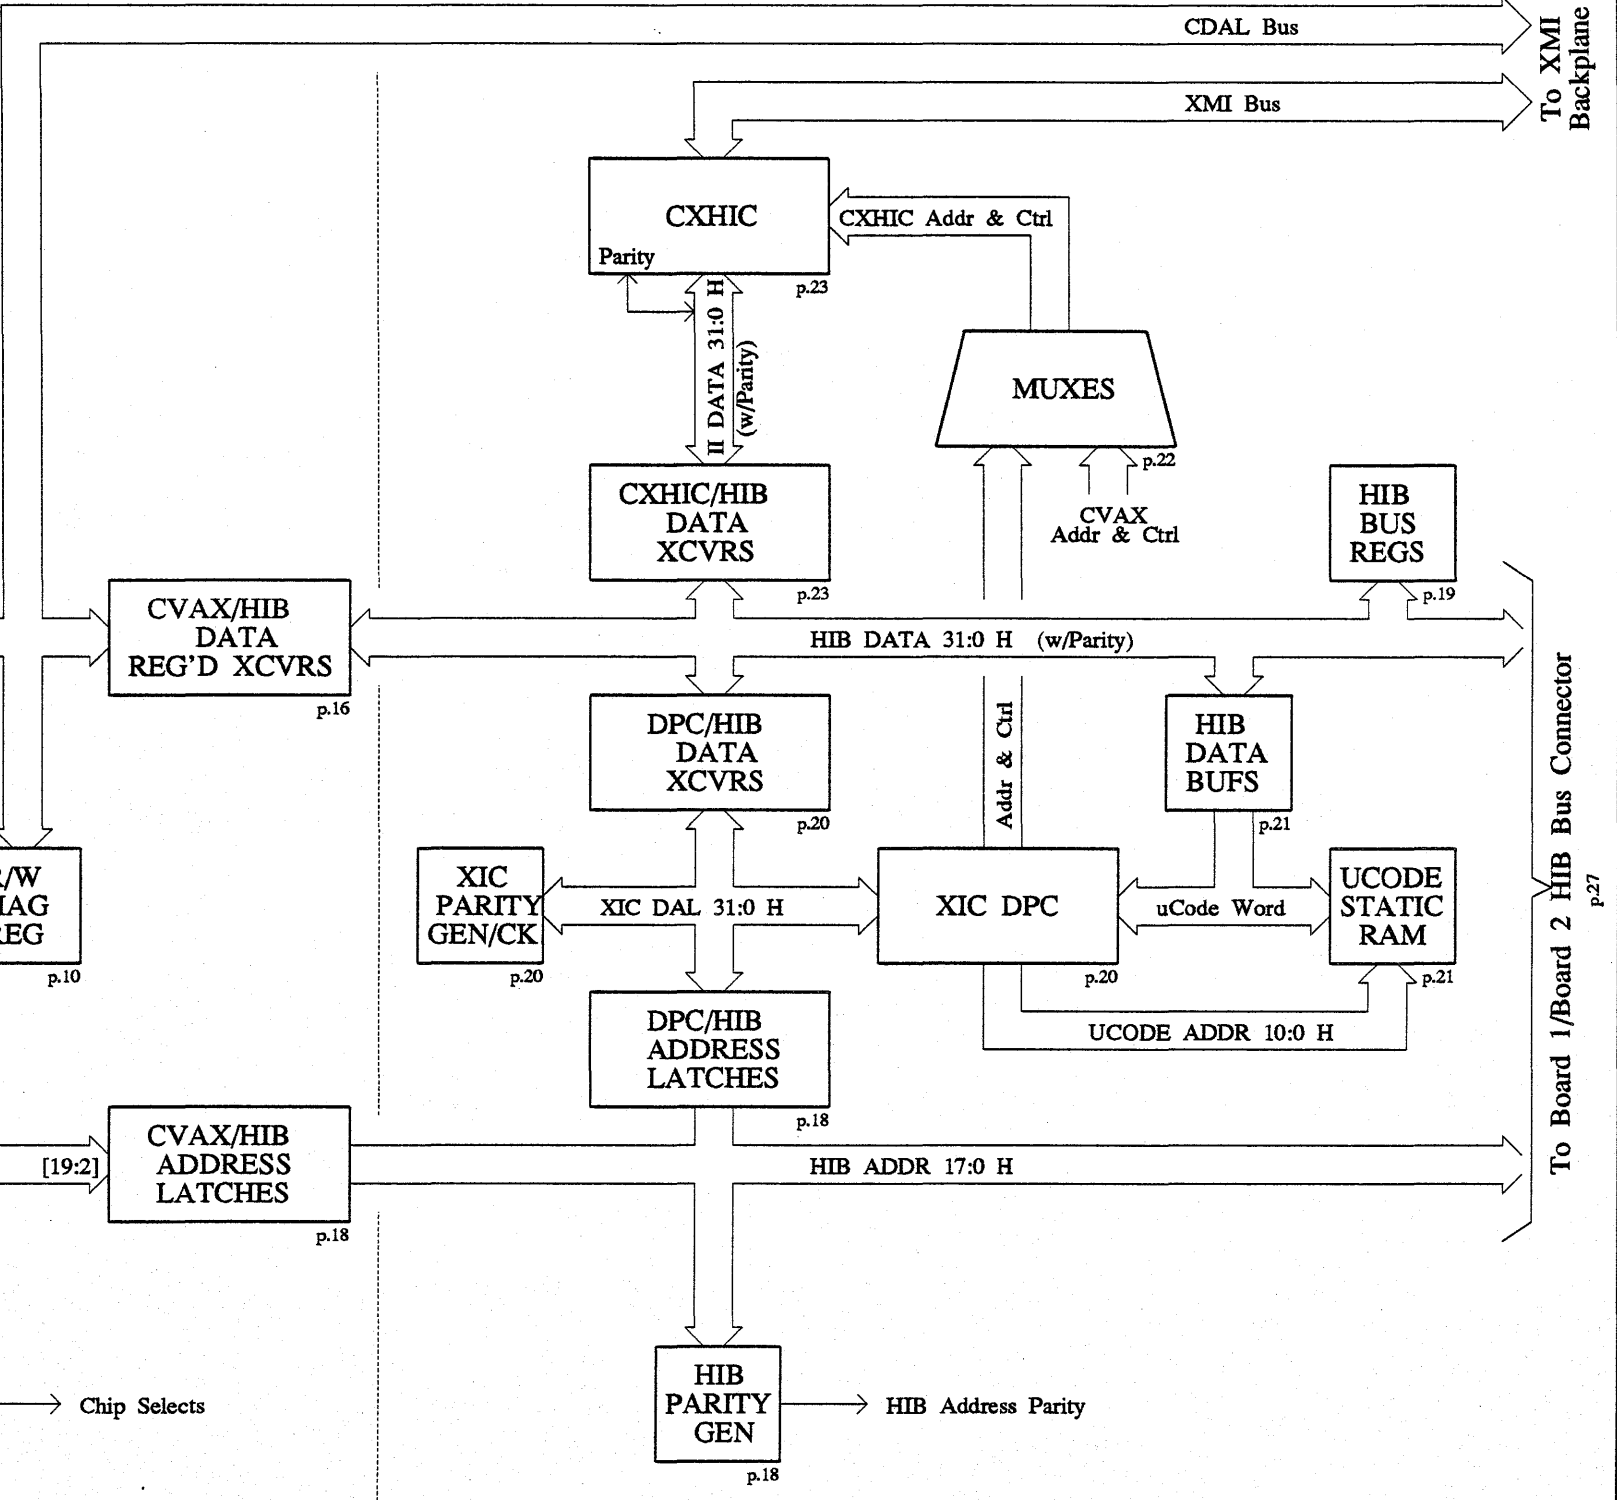 CDAL Bus
XMI Bus
To XMI
Backplane
CXHIC
Parity
p.23
CXHIC Addr & Ctrl
II DATA 31:0 H
(w/Parity)
MUXES
p.22
CVAX
Addr & Ctrl
CXHIC/HIB
DATA
XCVRS
p.23
HIB
BUS
REGS
p.19
CVAX/HIB
DATA
REG'D XCVRS
p.16
HIB DATA 31:0 H (w/Parity)
DPC/HIB
DATA
XCVRS
p.20
Addr & Ctrl
HIB
DATA
BUFS
p.21
R/W
IAG
REG
p.10
XIC
PARITY
GEN/CK
p.20
XIC DAL 31:0 H
XIC DPC
p.20
uCode Word
UCODE
STATIC
RAM
p.21
To Board 1/Board 2 HIB Bus Connector
p.27
DPC/HIB
ADDRESS
LATCHES
p.18
UCODE ADDR 10:0 H
[19:2]
CVAX/HIB
ADDRESS
LATCHES
p.18
HIB ADDR 17:0 H
Chip Selects
HIB
PARITY
GEN
p.18
HIB Address Parity